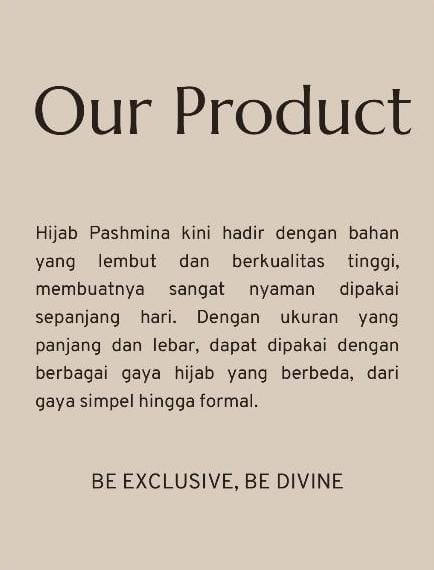 Our Product
Hijab Pashmina kini hadir dengan bahan
yang lembut dan berkualitas tinggi,
membuatnya sangat nyaman dipakai
sepanjang hari. Dengan ukuran yang
panjang dan lebar, dapat dipakai dengan
berbagai gaya hijab yang berbeda, dari
gaya simpel hingga formal.
BE EXCLUSIVE, BE DIVINE